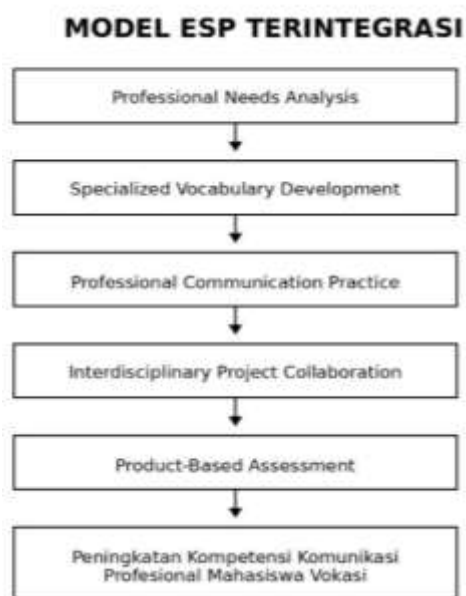 MODEL ESP TERINTEGRASI
Professional Needs Analysis
Specialized Vocabulary Development
Professional Communication Practice
Interdisciplinary Project Collaboration
Product-Based Assessment
Peningkatan Kompetensi Komunikasi
Profesional Mahasiswa Vokasi